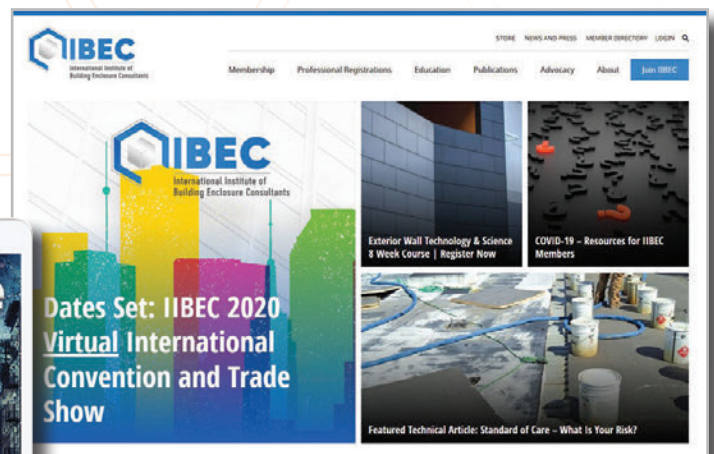 STORE NEWS AND PRESS MEMBER DIRECTORY LOGIN
IIBEC
International Institute of
Building Enclosure Consultants
Membership Professional Registrations Education Publications Advocacy About Join IIBEC
IIBEC
International Institute of
Building Enclosure Consultants
Dates Set: IIBEC 2020
Virtual International
Convention and Trade
Show
Exterior Wall Technology & Science
8 Week Course | Register Now
COVID-19 – Resources for IIBEC
Members
Featured Technical Article: Standard of Care – What Is Your Risk?